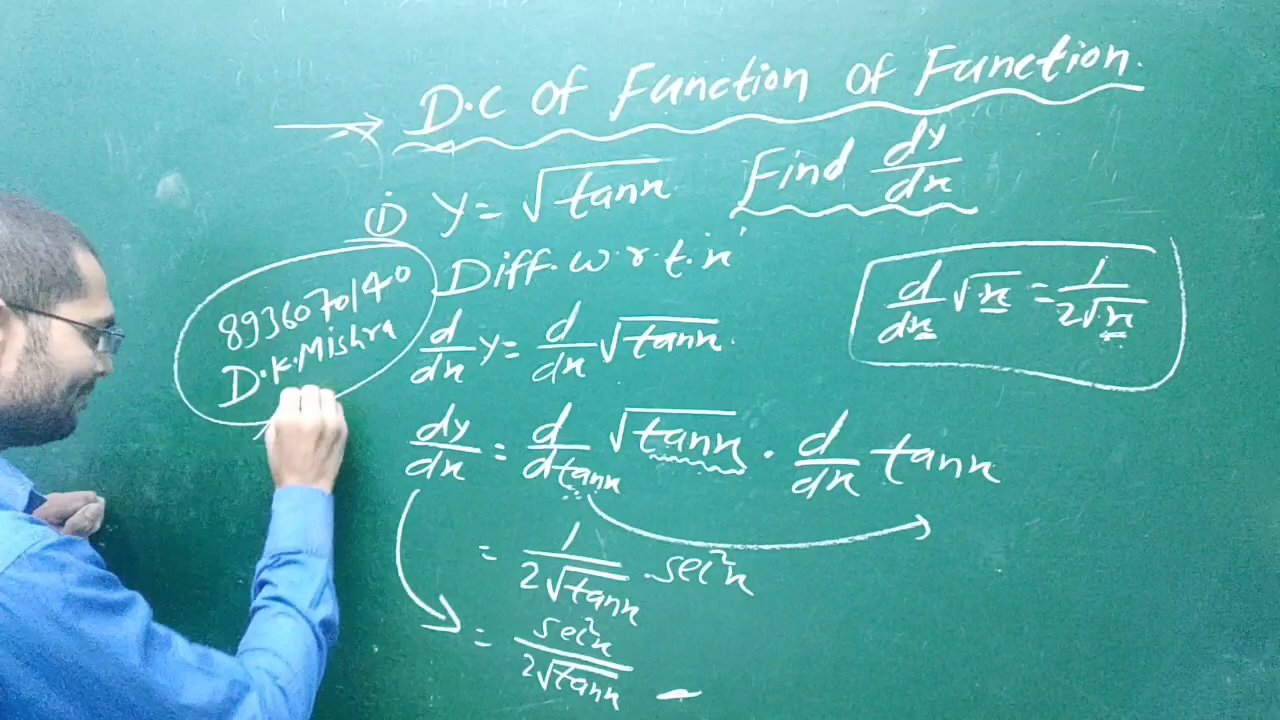 → D.C Of Function Of Function.
(i) y = √tanx Find dy/dx
Diff. w.r.t. 'x'
d/dx y = d/dx √tanx.
d/dx √x = 1/2√x
8936070140
D.K.Mishra
dy/dx = d/dtanx √tanx . d/dx tanx
= 1/2√tanx . sec²x
= sec²x/2√tanx